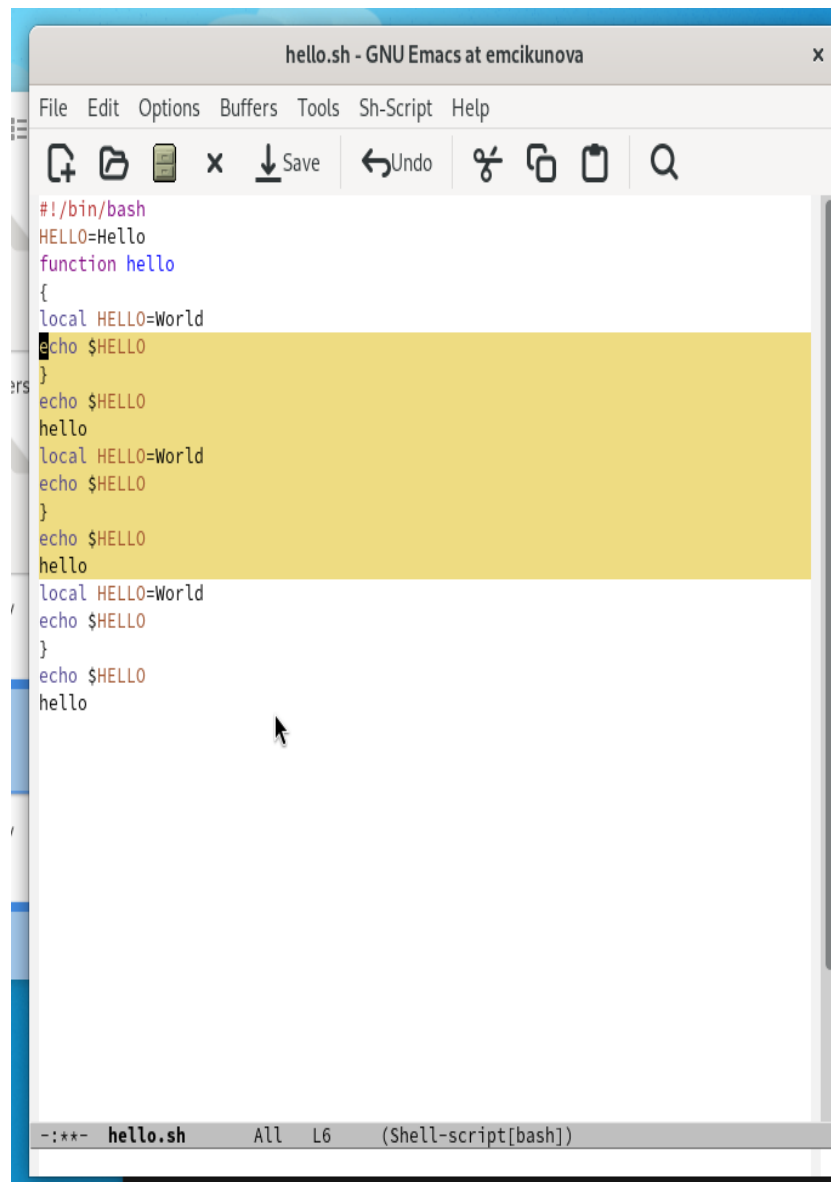 hello.sh - GNU Emacs at emcikunova
File Edit Options Buffers Tools Sh-Script Help
Save Undo
#!/bin/bash
HELLO=Hello
function hello
{
local HELLO=World
echo $HELLO
}
echo $HELLO
hello
local HELLO=World
echo $HELLO
}
echo $HELLO
hello
local HELLO=World
echo $HELLO
}
echo $HELLO
hello
-:**- hello.sh All L6 (Shell-script[bash])